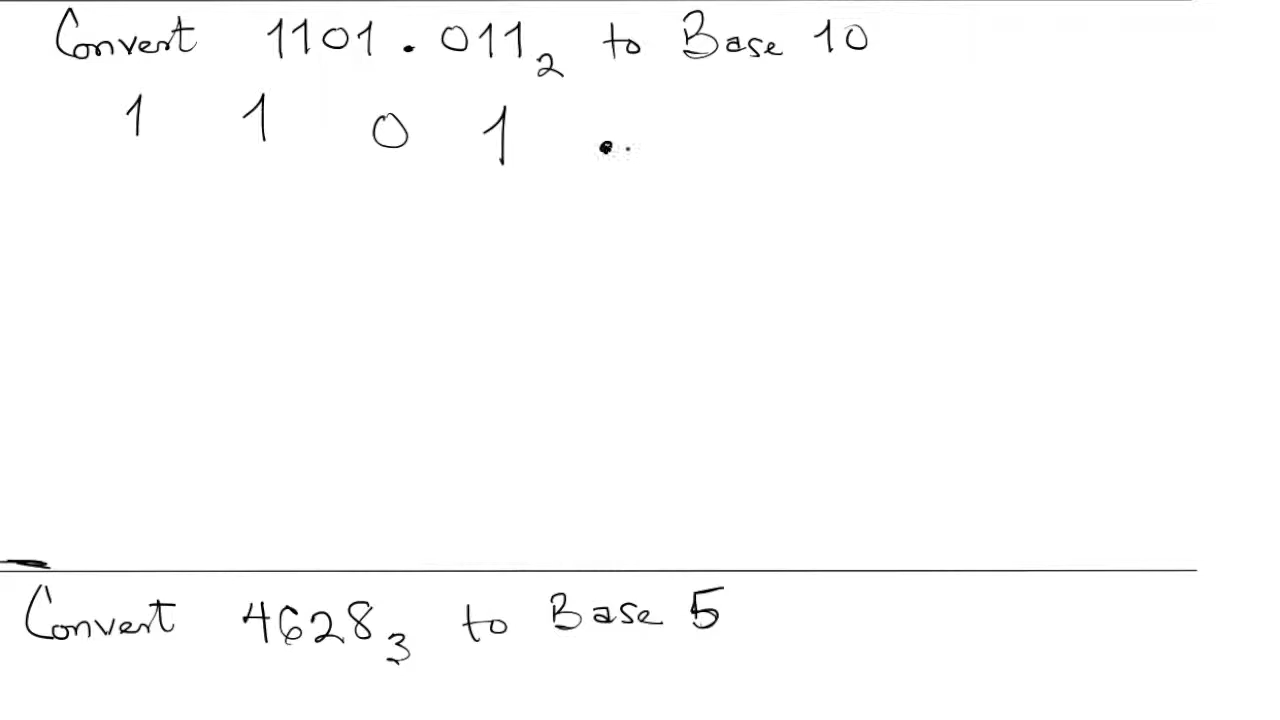 Convert 1101.011₂ to Base 10
1 1 0 1 .
Convert 4628₃ to Base 5